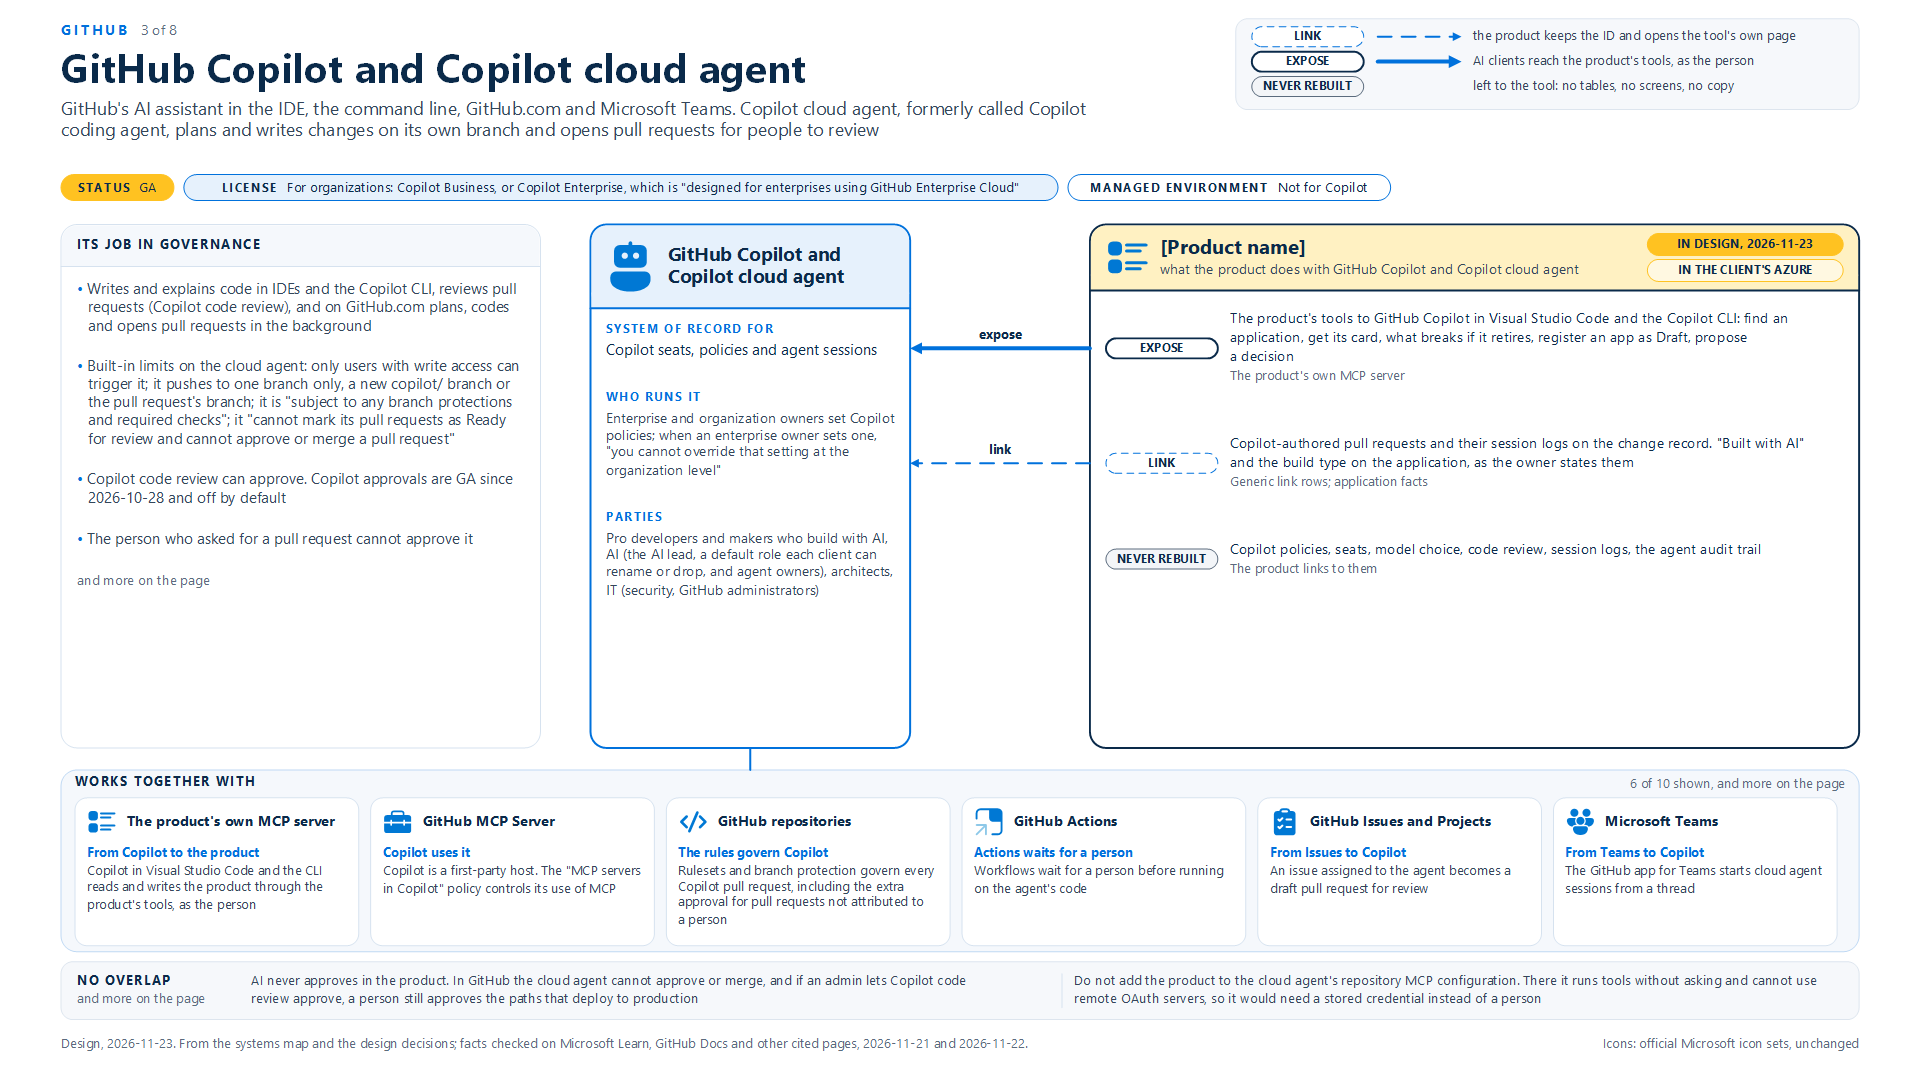 GITHUB 3 of 8
GitHub Copilot and Copilot cloud agent
GitHub's AI assistant in the IDE, the command line, GitHub.com and Microsoft Teams. Copilot cloud agent, formerly called Copilot
coding agent, plans and writes changes on its own branch and opens pull requests for people to review
LINK the product keeps the ID and opens the tool's own page
EXPOSE AI clients reach the product's tools, as the person
NEVER REBUILT left to the tool: no tables, no screens, no copy
STATUS GA
LICENSE For organizations: Copilot Business, or Copilot Enterprise, which is "designed for enterprises using GitHub Enterprise Cloud"
MANAGED ENVIRONMENT Not for Copilot
ITS JOB IN GOVERNANCE
• Writes and explains code in IDEs and the Copilot CLI, reviews pull
requests (Copilot code review), and on GitHub.com plans, codes
and opens pull requests in the background
• Built-in limits on the cloud agent: only users with write access can
trigger it; it pushes to one branch only, a new copilot/ branch or
the pull request's branch; it is "subject to any branch protections
and required checks"; it "cannot mark its pull requests as Ready
for review and cannot approve or merge a pull request"
• Copilot code review can approve. Copilot approvals are GA since
2026-10-28 and off by default
• The person who asked for a pull request cannot approve it
and more on the page
GitHub Copilot and
Copilot cloud agent
SYSTEM OF RECORD FOR
Copilot seats, policies and agent sessions
WHO RUNS IT
Enterprise and organization owners set Copilot
policies; when an enterprise owner sets one,
"you cannot override that setting at the
organization level"
PARTIES
Pro developers and makers who build with AI,
AI (the AI lead, a default role each client can
rename or drop, and agent owners), architects,
IT (security, GitHub administrators)
expose
link
[Product name]
what the product does with GitHub Copilot and Copilot cloud agent
IN DESIGN, 2026-11-23
IN THE CLIENT'S AZURE
EXPOSE
The product's tools to GitHub Copilot in Visual Studio Code and the Copilot CLI: find an
application, get its card, what breaks if it retires, register an app as Draft, propose
a decision
The product's own MCP server
LINK
Copilot-authored pull requests and their session logs on the change record. "Built with AI"
and the build type on the application, as the owner states them
Generic link rows; application facts
NEVER REBUILT
Copilot policies, seats, model choice, code review, session logs, the agent audit trail
The product links to them
WORKS TOGETHER WITH
6 of 10 shown, and more on the page
The product's own MCP server
From Copilot to the product
Copilot in Visual Studio Code and the CLI
reads and writes the product through the
product's tools, as the person
GitHub MCP Server
Copilot uses it
Copilot is a first-party host. The "MCP servers
in Copilot" policy controls its use of MCP
GitHub repositories
The rules govern Copilot
Rulesets and branch protection govern every
Copilot pull request, including the extra
approval for pull requests not attributed to
a person
GitHub Actions
Actions waits for a person
Workflows wait for a person before running
on the agent's code
GitHub Issues and Projects
From Issues to Copilot
An issue assigned to the agent becomes a
draft pull request for review
Microsoft Teams
From Teams to Copilot
The GitHub app for Teams starts cloud agent
sessions from a thread
NO OVERLAP
and more on the page
AI never approves in the product. In GitHub the cloud agent cannot approve or merge, and if an admin lets Copilot code
review approve, a person still approves the paths that deploy to production
Do not add the product to the cloud agent's repository MCP configuration. There it runs tools without asking and cannot use
remote OAuth servers, so it would need a stored credential instead of a person
Design, 2026-11-23. From the systems map and the design decisions; facts checked on Microsoft Learn, GitHub Docs and other cited pages, 2026-11-21 and 2026-11-22.
Icons: official Microsoft icon sets, unchanged